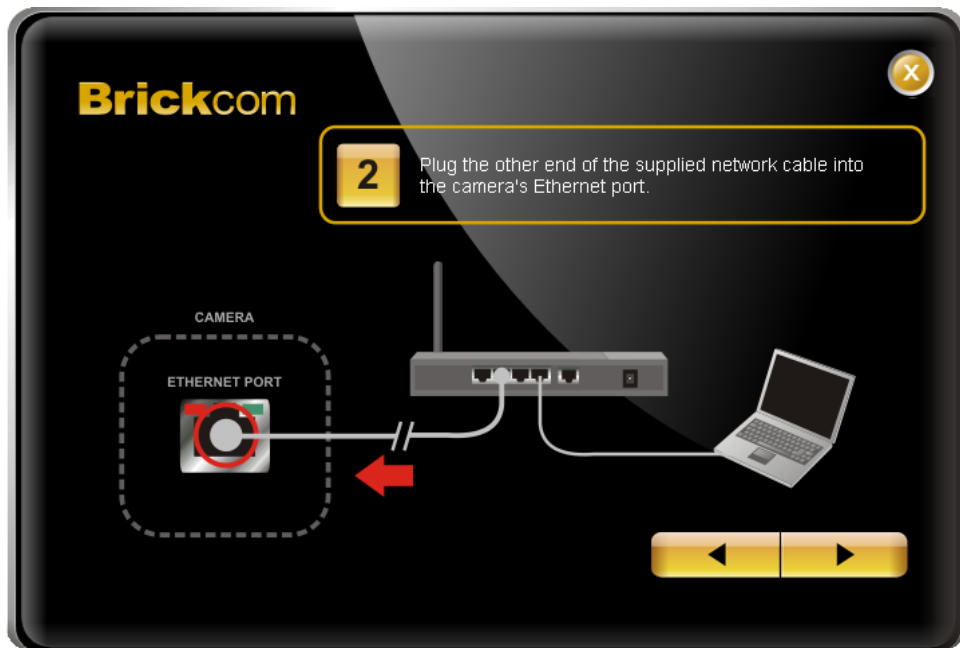 Brickcom
X
2
Plug the other end of the supplied network cable into
the camera's Ethernet port.
CAMERA
ETHERNET PORT